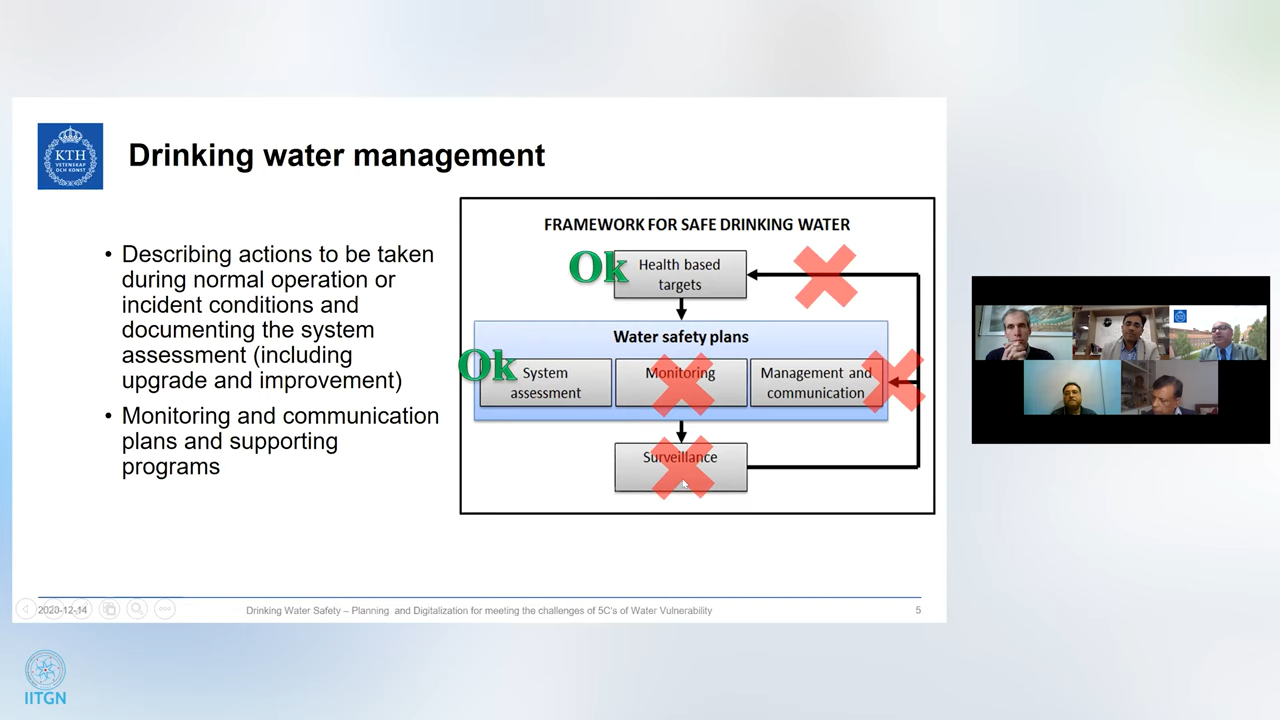 KTH
VETENSKAP
OCH KONST
Drinking water management
• Describing actions to be taken
during normal operation or
incident conditions and
documenting the system
assessment (including
upgrade and improvement)
• Monitoring and communication
plans and supporting
programs
FRAMEWORK FOR SAFE DRINKING WATER
Ok
Health based
targets
Water safety plans
Ok
System
assessment
Monitoring
Management and
communication
Surveillance
2020-12-14
Drinking Water Safety – Planning and Digitalization for meeting the challenges of 5C's of Water Vulnerability
5
IITGN